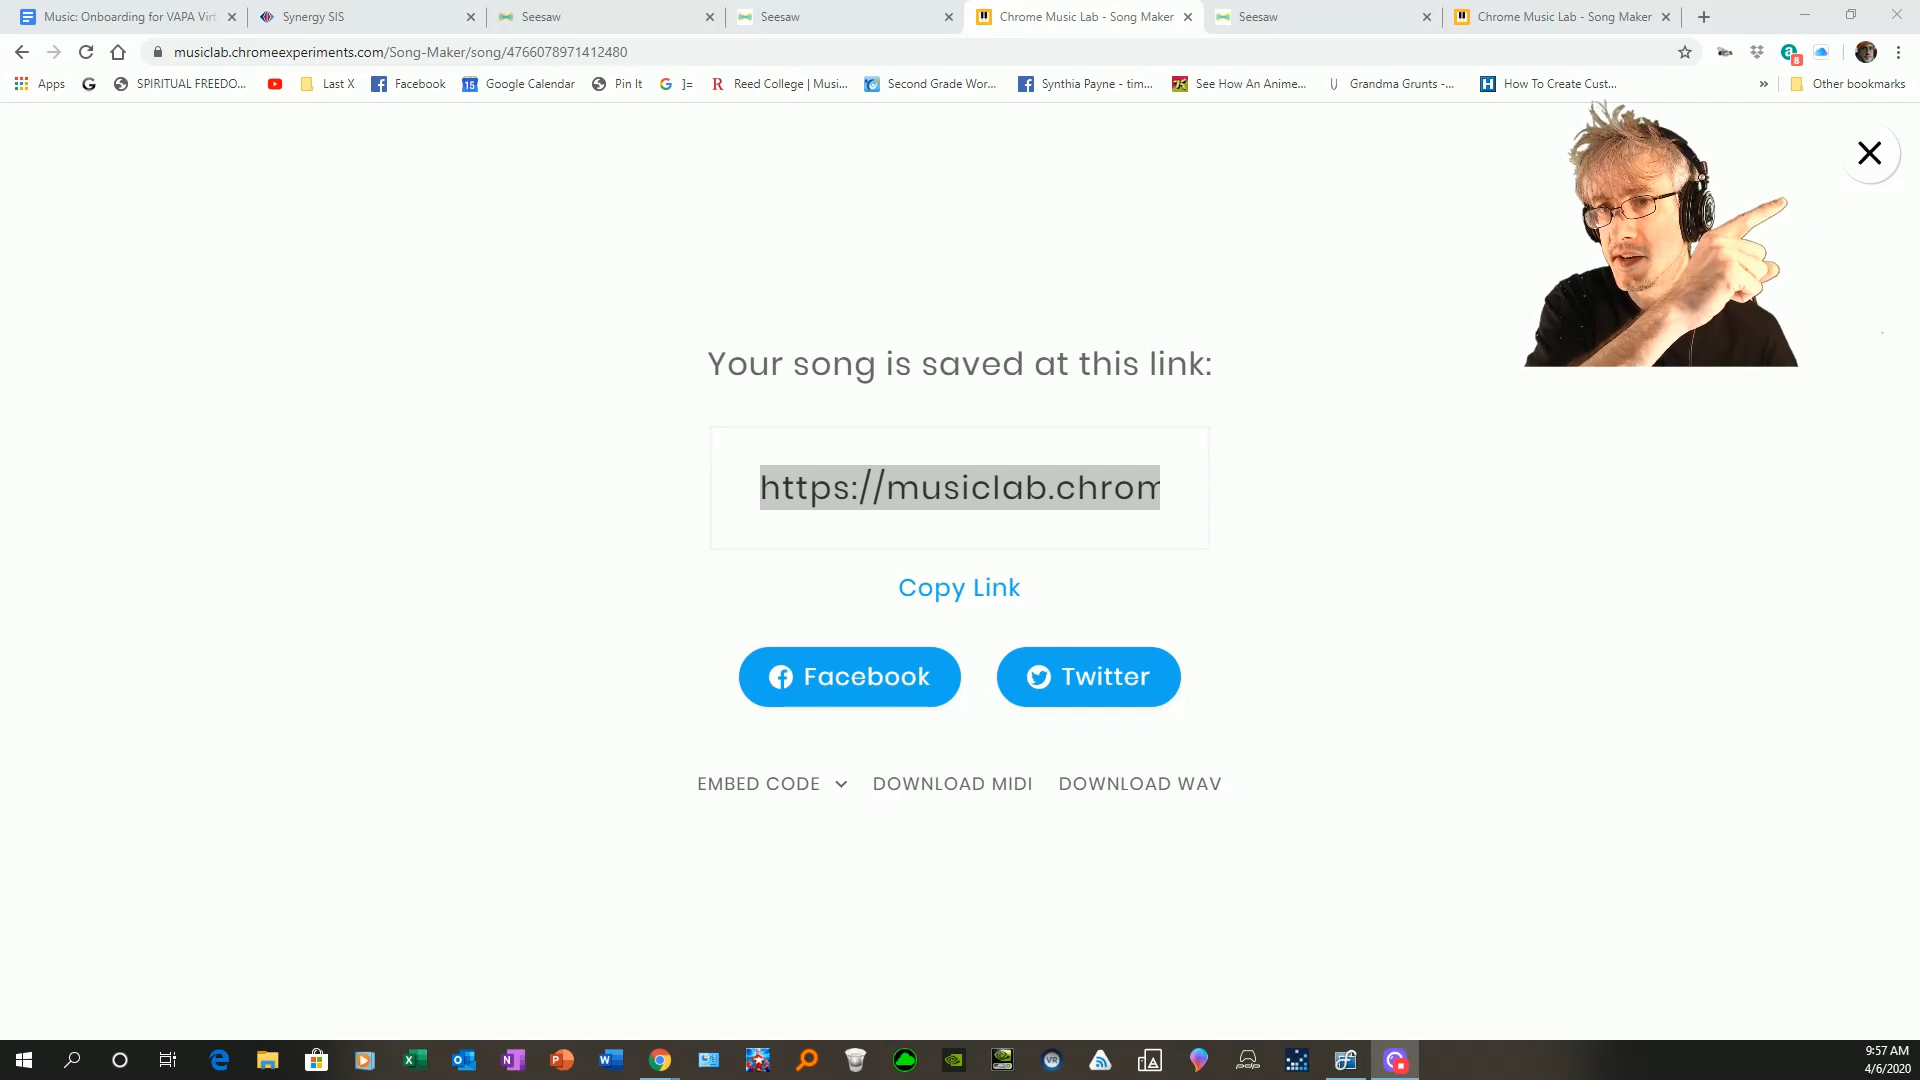 Music: Onboarding for VAPA Virt
Synergy SIS
Seesaw
Seesaw
Chrome Music Lab - Song Maker
Seesaw
Chrome Music Lab - Song Maker
musiclab.chromeexperiments.com/Song-Maker/song/4766078971412480
8
Apps
SPIRITUAL FREEDO...
Last X
Facebook
15
Google Calendar
Pin It
]=
Reed College | Musi...
Second Grade Wor...
Synthia Payne - tim...
See How An Anime...
Grandma Grunts -...
How To Create Cust...
»
Other bookmarks
Your song is saved at this link:
https://musiclab.chrom
Copy Link
Facebook
Twitter
EMBED CODE
DOWNLOAD MIDI
DOWNLOAD WAV
9:57 AM
4/6/2020